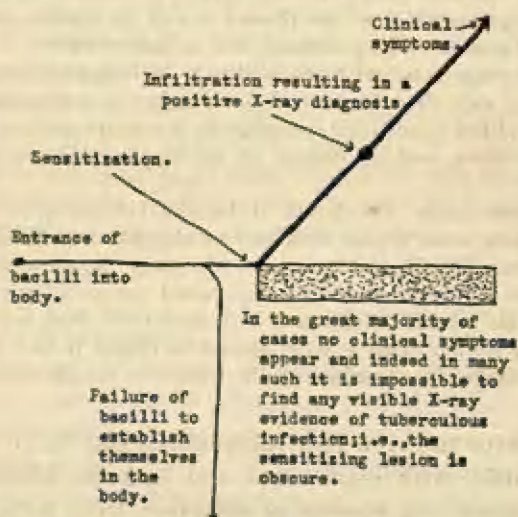 Clinical
symptoms.
Infiltration resulting in a
positive X-ray diagnosis
Sensitization.
Entrance of
bacilli into
body.
In the great majority of
cases no clinical symptoms
appear and indeed in many
such it is impossible to
find any visible X-ray
evidence of tuberculous
infection;i.e.,the
sensitizing lesion is
obscure.
Failure of
bacilli to
establish
themselves
in the
body.